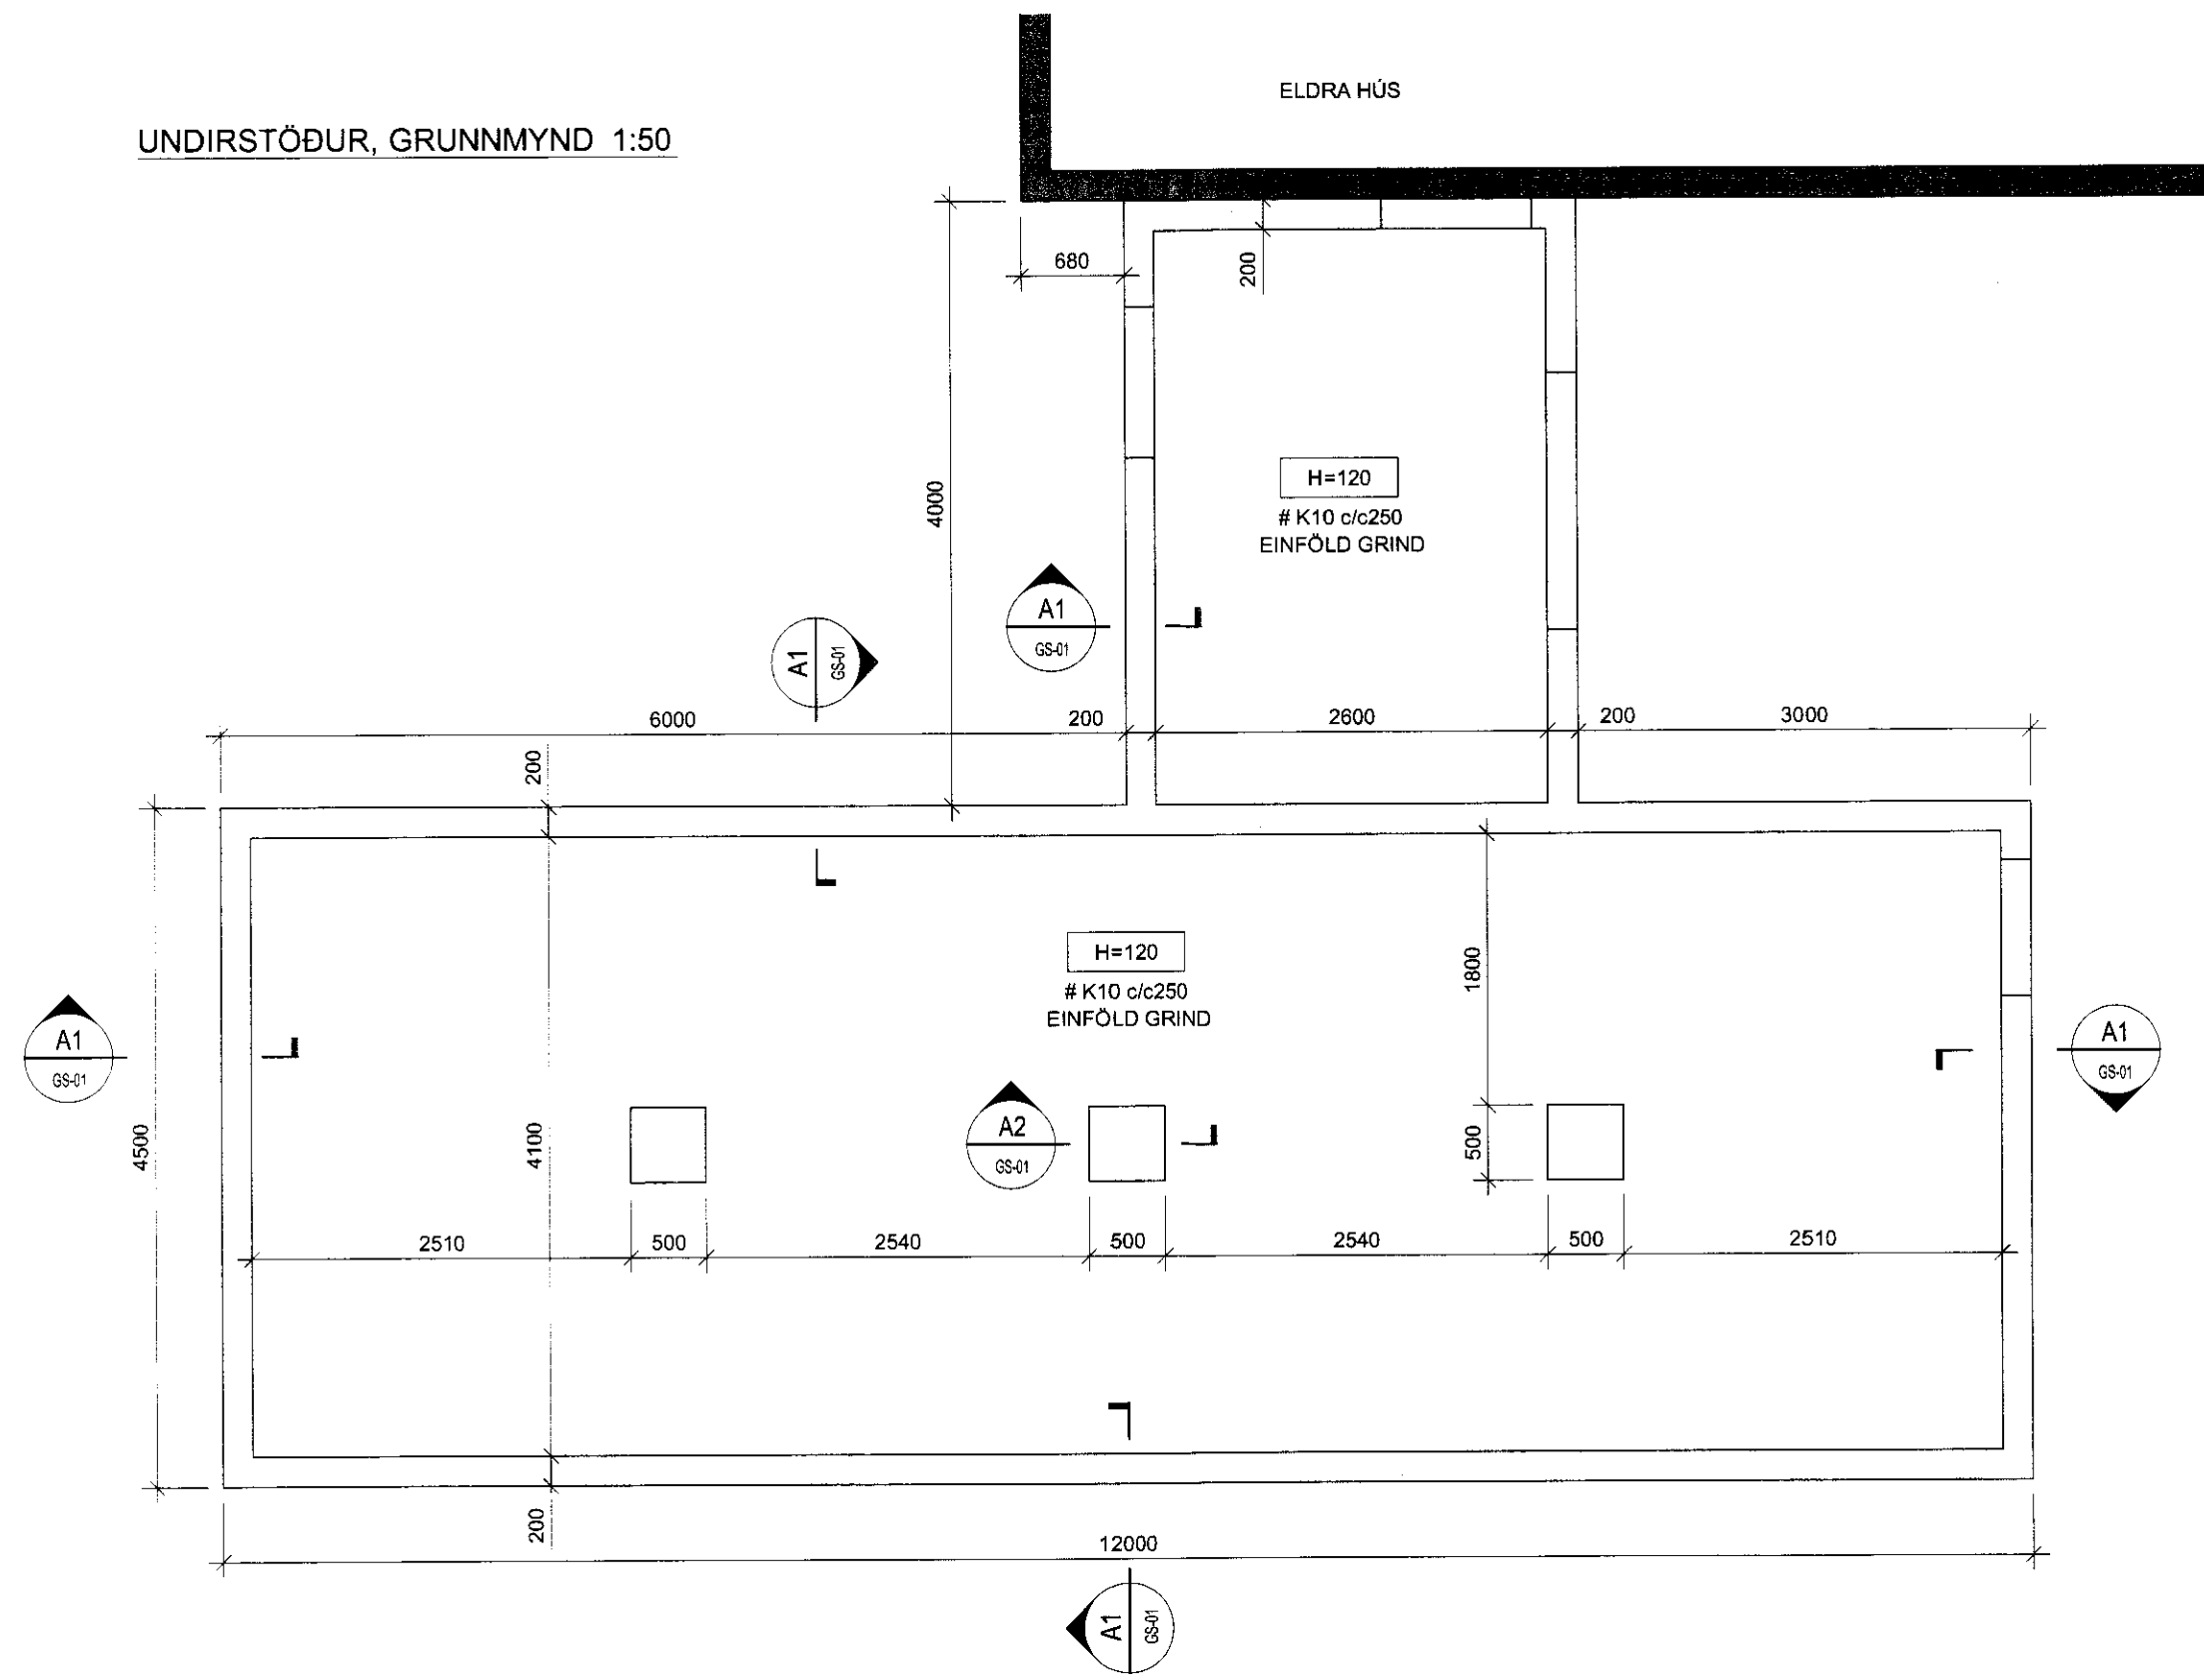 ELDRA HÚS
UNDIRSTÖÐUR, GRUNNMYND 1:50
680
200
4000
H=120
# K10 c/c250
EINFÖLD GRIND
A1
GS-01
A1
GS-01
6000
200
2600
200
3000
200
H=120
# K10 c/c250
EINFÖLD GRIND
1800
A1
GS-01
A1
GS-01
A2
GS-01
4500
4100
500
2510
500
2540
500
2540
500
2510
200
12000
A1
GS-01